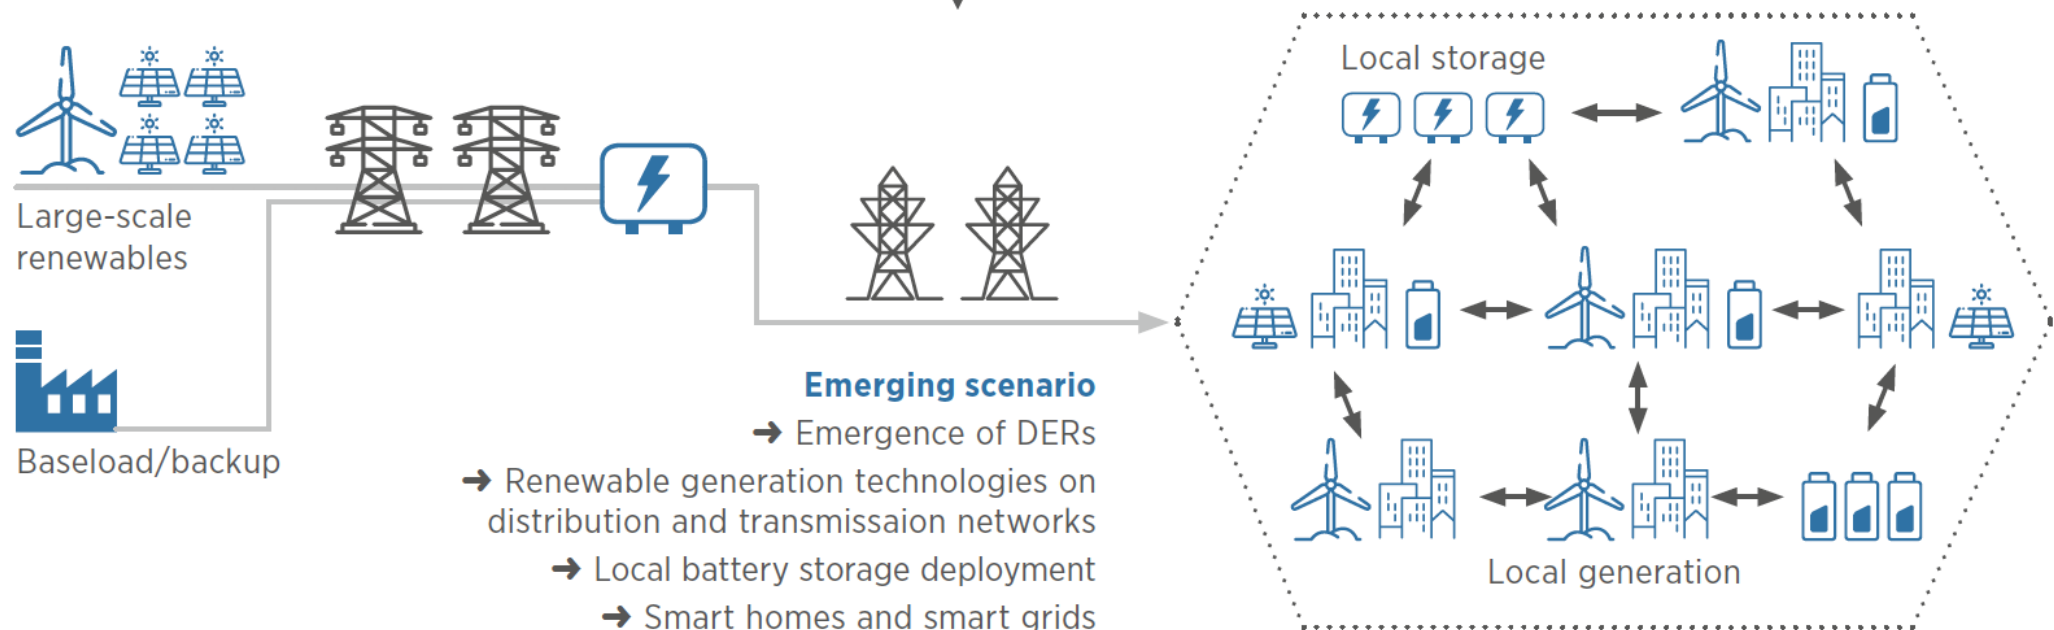 Local storage
Large-scale
renewables
Baseload/backup
Emerging scenario
➜ Emergence of DERs
➜ Renewable generation technologies on
distribution and transmissaion networks
➜ Local battery storage deployment
➜ Smart homes and smart grids
Local generation